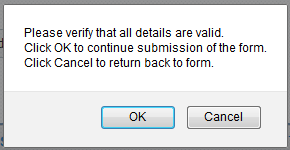 Please verify that all details are valid.
Click OK to continue submission of the form.
Click Cancel to return back to form.
OK
Cancel